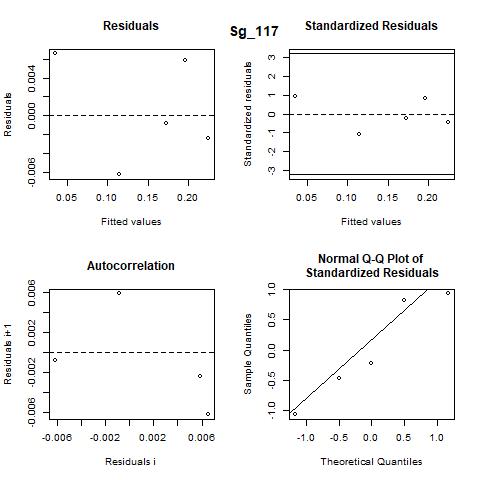 Sg_117
Residuals
Residuals
-0.006
0.000
0.004
0.05
0.10
0.15
0.20
Fitted values
Standardized Residuals
Standardized residuals
-3
-2
-1
0
1
2
3
0.05
0.10
0.15
0.20
Fitted values
Autocorrelation
Residuals i+1
-0.006
-0.002
0.002
0.006
-0.006
-0.002
0.002
0.006
Residuals i
Normal Q-Q Plot of
Standardized Residuals
Sample Quantiles
-1.0
-0.5
0.0
0.5
1.0
-1.0
-0.5
0.0
0.5
1.0
Theoretical Quantiles